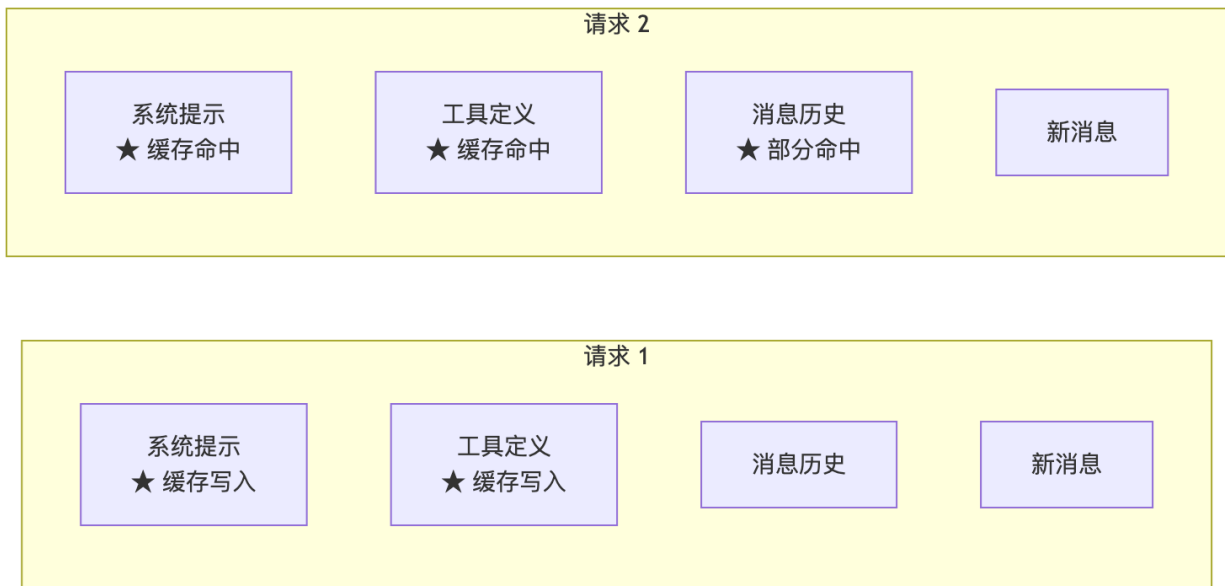 请求 2
系统提示
★ 缓存命中
工具定义
★ 缓存命中
消息历史
★ 部分命中
新消息
请求 1
系统提示
★ 缓存写入
工具定义
★ 缓存写入
消息历史
新消息